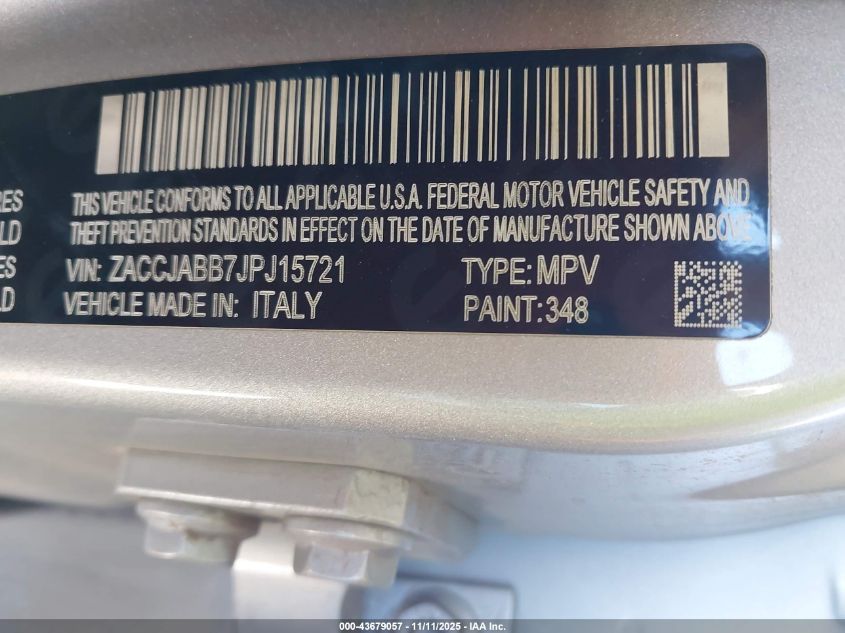 THIS VEHICLE CONFORMS TO ALL APPLICABLE U.S.A. FEDERAL MOTOR VEHICLE SAFETY AND
THEFT PREVENTION STANDARDS IN EFFECT ON THE DATE OF MANUFACTURE SHOWN ABOVE
VIN: ZACCJABB7JPJ15721 TYPE: MPV
VEHICLE MADE IN: ITALY PAINT:348
000-43679057 — 11/11/2025 — IAA Inc.